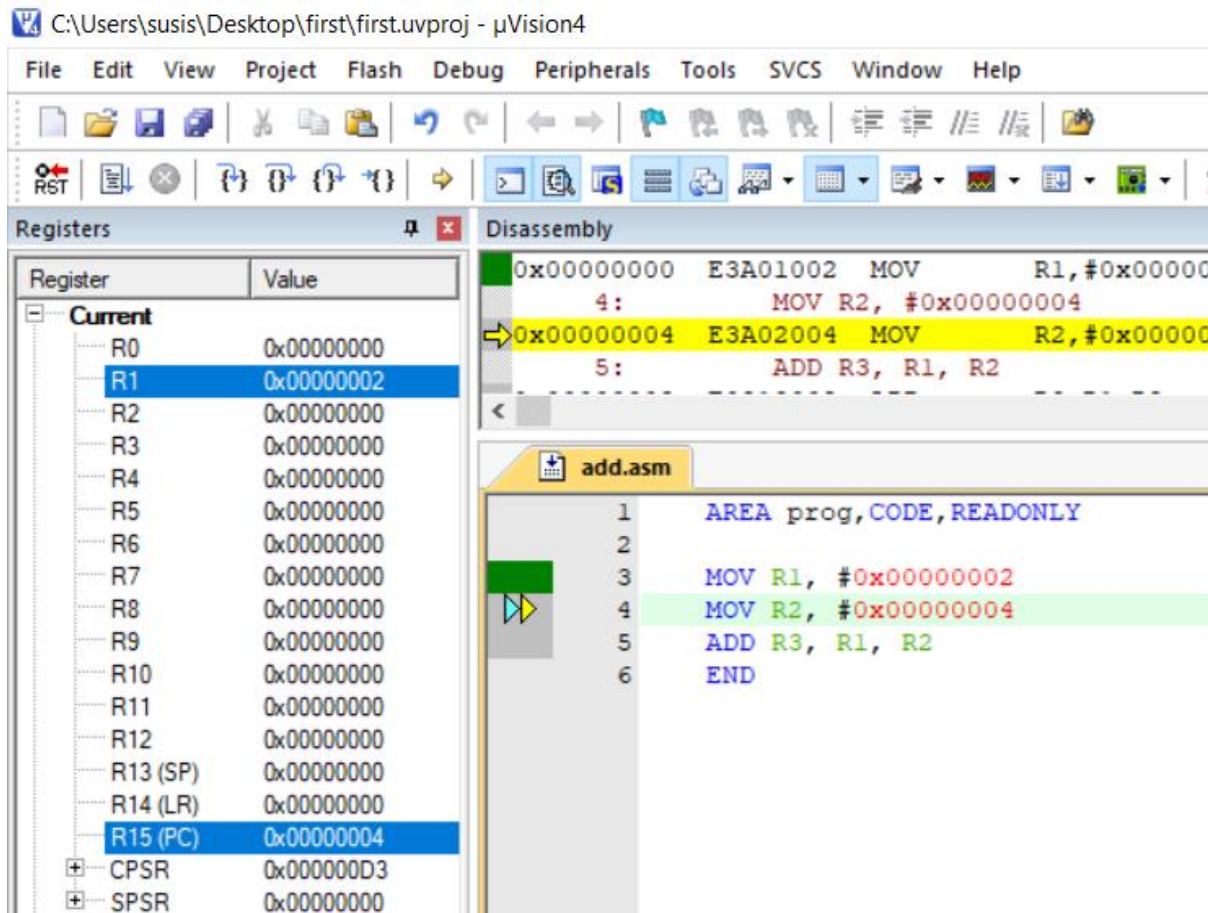 C:\Users\susis\Desktop\first\first.uvproj - µVision4
File Edit View Project Flash Debug Peripherals Tools SVCS Window Help
RST
Registers
Register Value
Current
R0 0x00000000
R1 0x00000002
R2 0x00000000
R3 0x00000000
R4 0x00000000
R5 0x00000000
R6 0x00000000
R7 0x00000000
R8 0x00000000
R9 0x00000000
R10 0x00000000
R11 0x00000000
R12 0x00000000
R13 (SP) 0x00000000
R14 (LR) 0x00000000
R15 (PC) 0x00000004
CPSR 0x000000D3
SPSR 0x00000000
Disassembly
0x00000000 E3A01002 MOV R1,#0x00000
4: MOV R2, #0x00000004
0x00000004 E3A02004 MOV R2,#0x00000
5: ADD R3, R1, R2
add.asm
1 AREA prog,CODE,READONLY
2
3 MOV R1, #0x00000002
4 MOV R2, #0x00000004
5 ADD R3, R1, R2
6 END